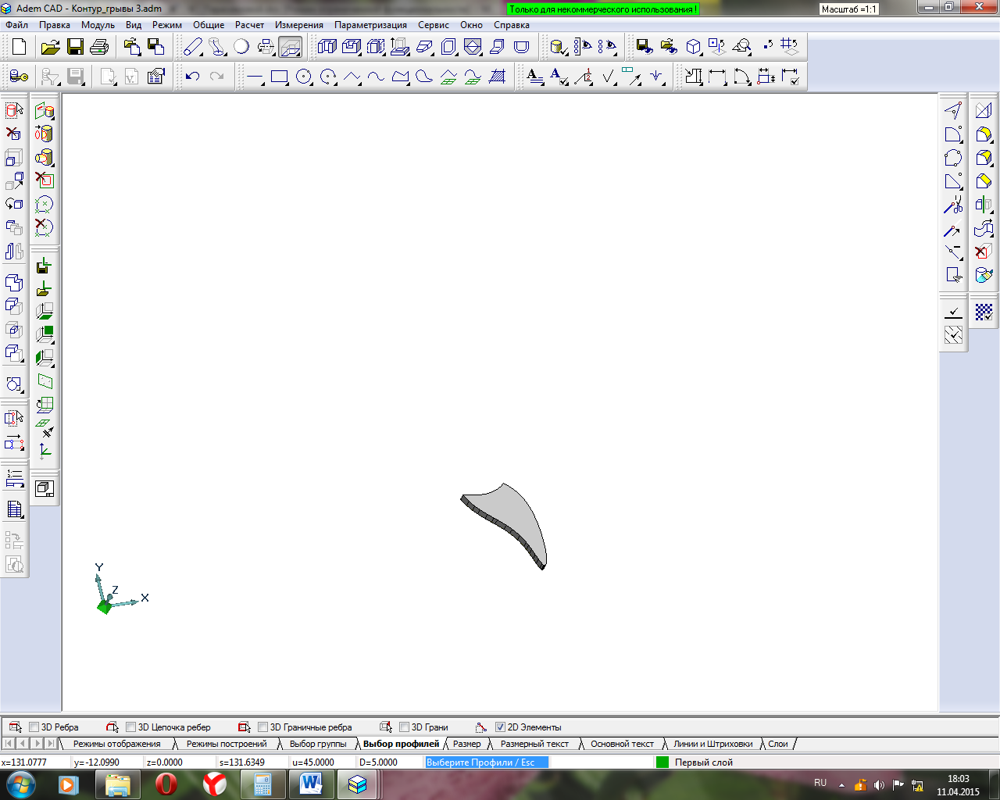 Adem CAD - Контур_грывы 3.adm
Только для некоммерческого использования !
Масштаб =1:1
Файл Правка Модуль Вид Режим Общие Расчет Измерения Параметризация Сервис Окно Справка
Y
Z
X
3D Ребра 3D Цепочка ребер 3D Граничные ребра 3D Грани 2D Элементы
Режимы отображения Режимы построений Выбор группы Выбор профилей Размер Размерный текст Основной текст Линии и Штриховки Слои
x=131.0777 y=-12.0990 z=0.0000 s=131.6349 u=45.0000 D=5.0000 Выберите Профили / Esc Первый слой
RU 18:03
11.04.2015